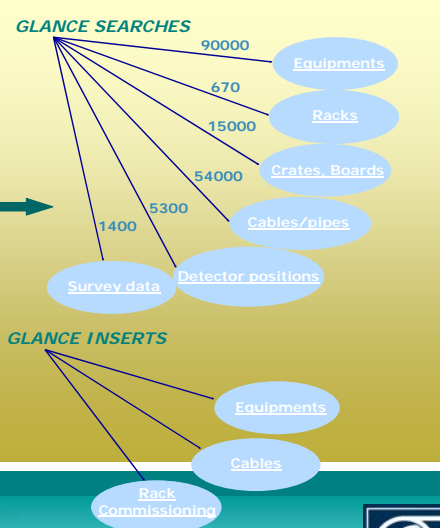 GLANCE SEARCHES
90000
Equipments
670
Racks
15000
Crates, Boards
54000
Cables/pipes
5300
Detector positions
1400
Survey data
GLANCE INSERTS
Equipments
Cables
Rack
Commissioning